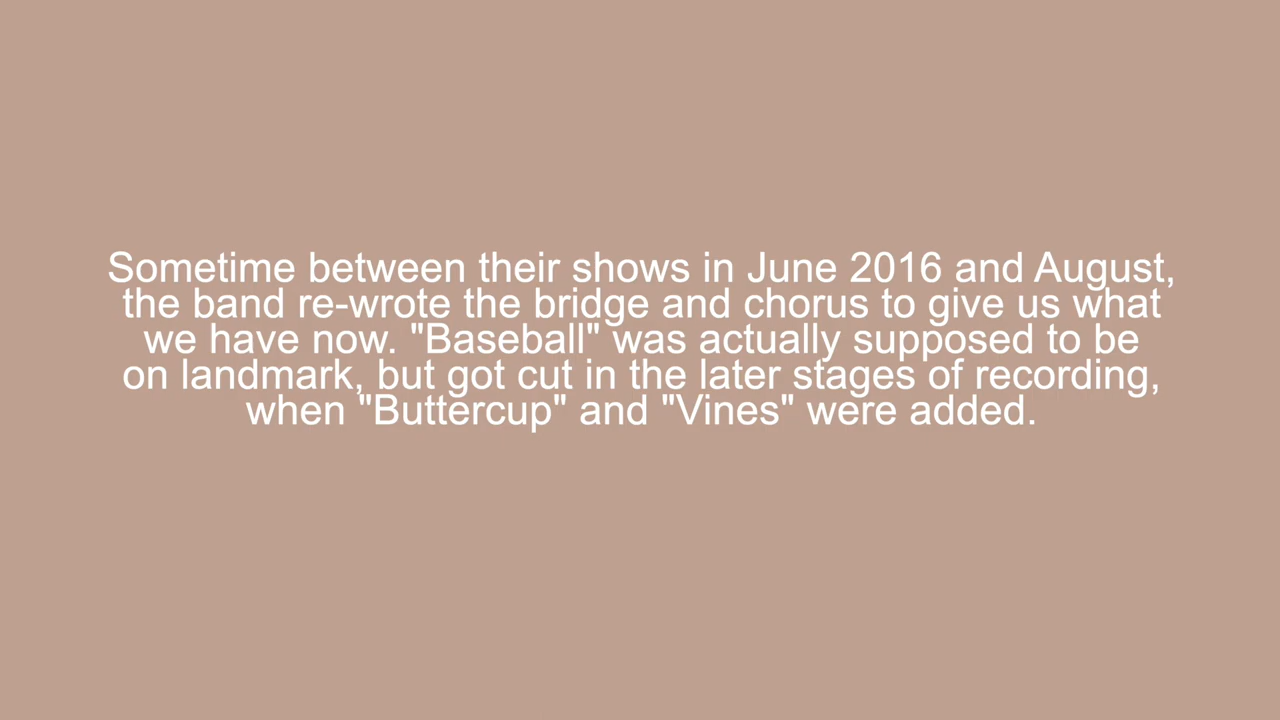 Sometime between their shows in June 2016 and August,
the band re-wrote the bridge and chorus to give us what
we have now. "Baseball" was actually supposed to be
on landmark, but got cut in the later stages of recording,
when "Buttercup" and "Vines" were added.